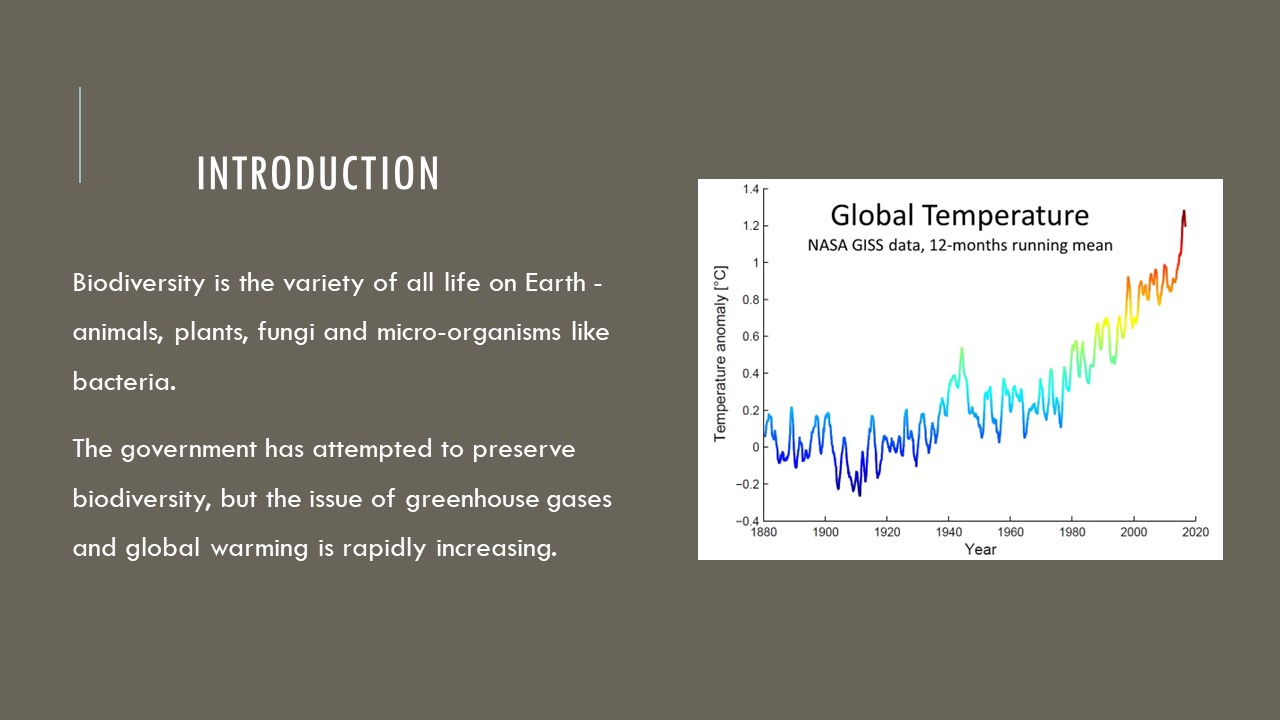 INTRODUCTION
Biodiversity is the variety of all life on Earth -
animals, plants, fungi and micro-organisms like
bacteria.
The government has attempted to preserve
biodiversity, but the issue of greenhouse gases
and global warming is rapidly increasing.
Global Temperature
NASA GISS data, 12-months running mean
Temperature anomaly [°C]
1.4
1.2
1
0.8
0.6
0.4
0.2
0
−0.2
−0.4
1880 1900 1920 1940 1960 1980 2000 2020
Year